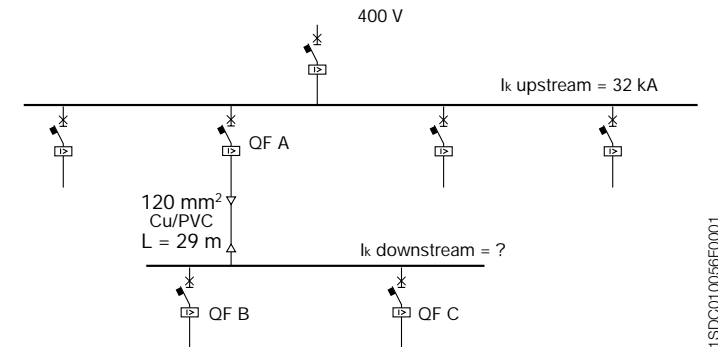 400 V
I>
Ik upstream = 32 kA
I>
I>
QF A
I>
I>
120 mm²
Cu/PVC
L = 29 m
Ik downstream = ?
I>
QF B
I>
QF C
1SDC010056F0001